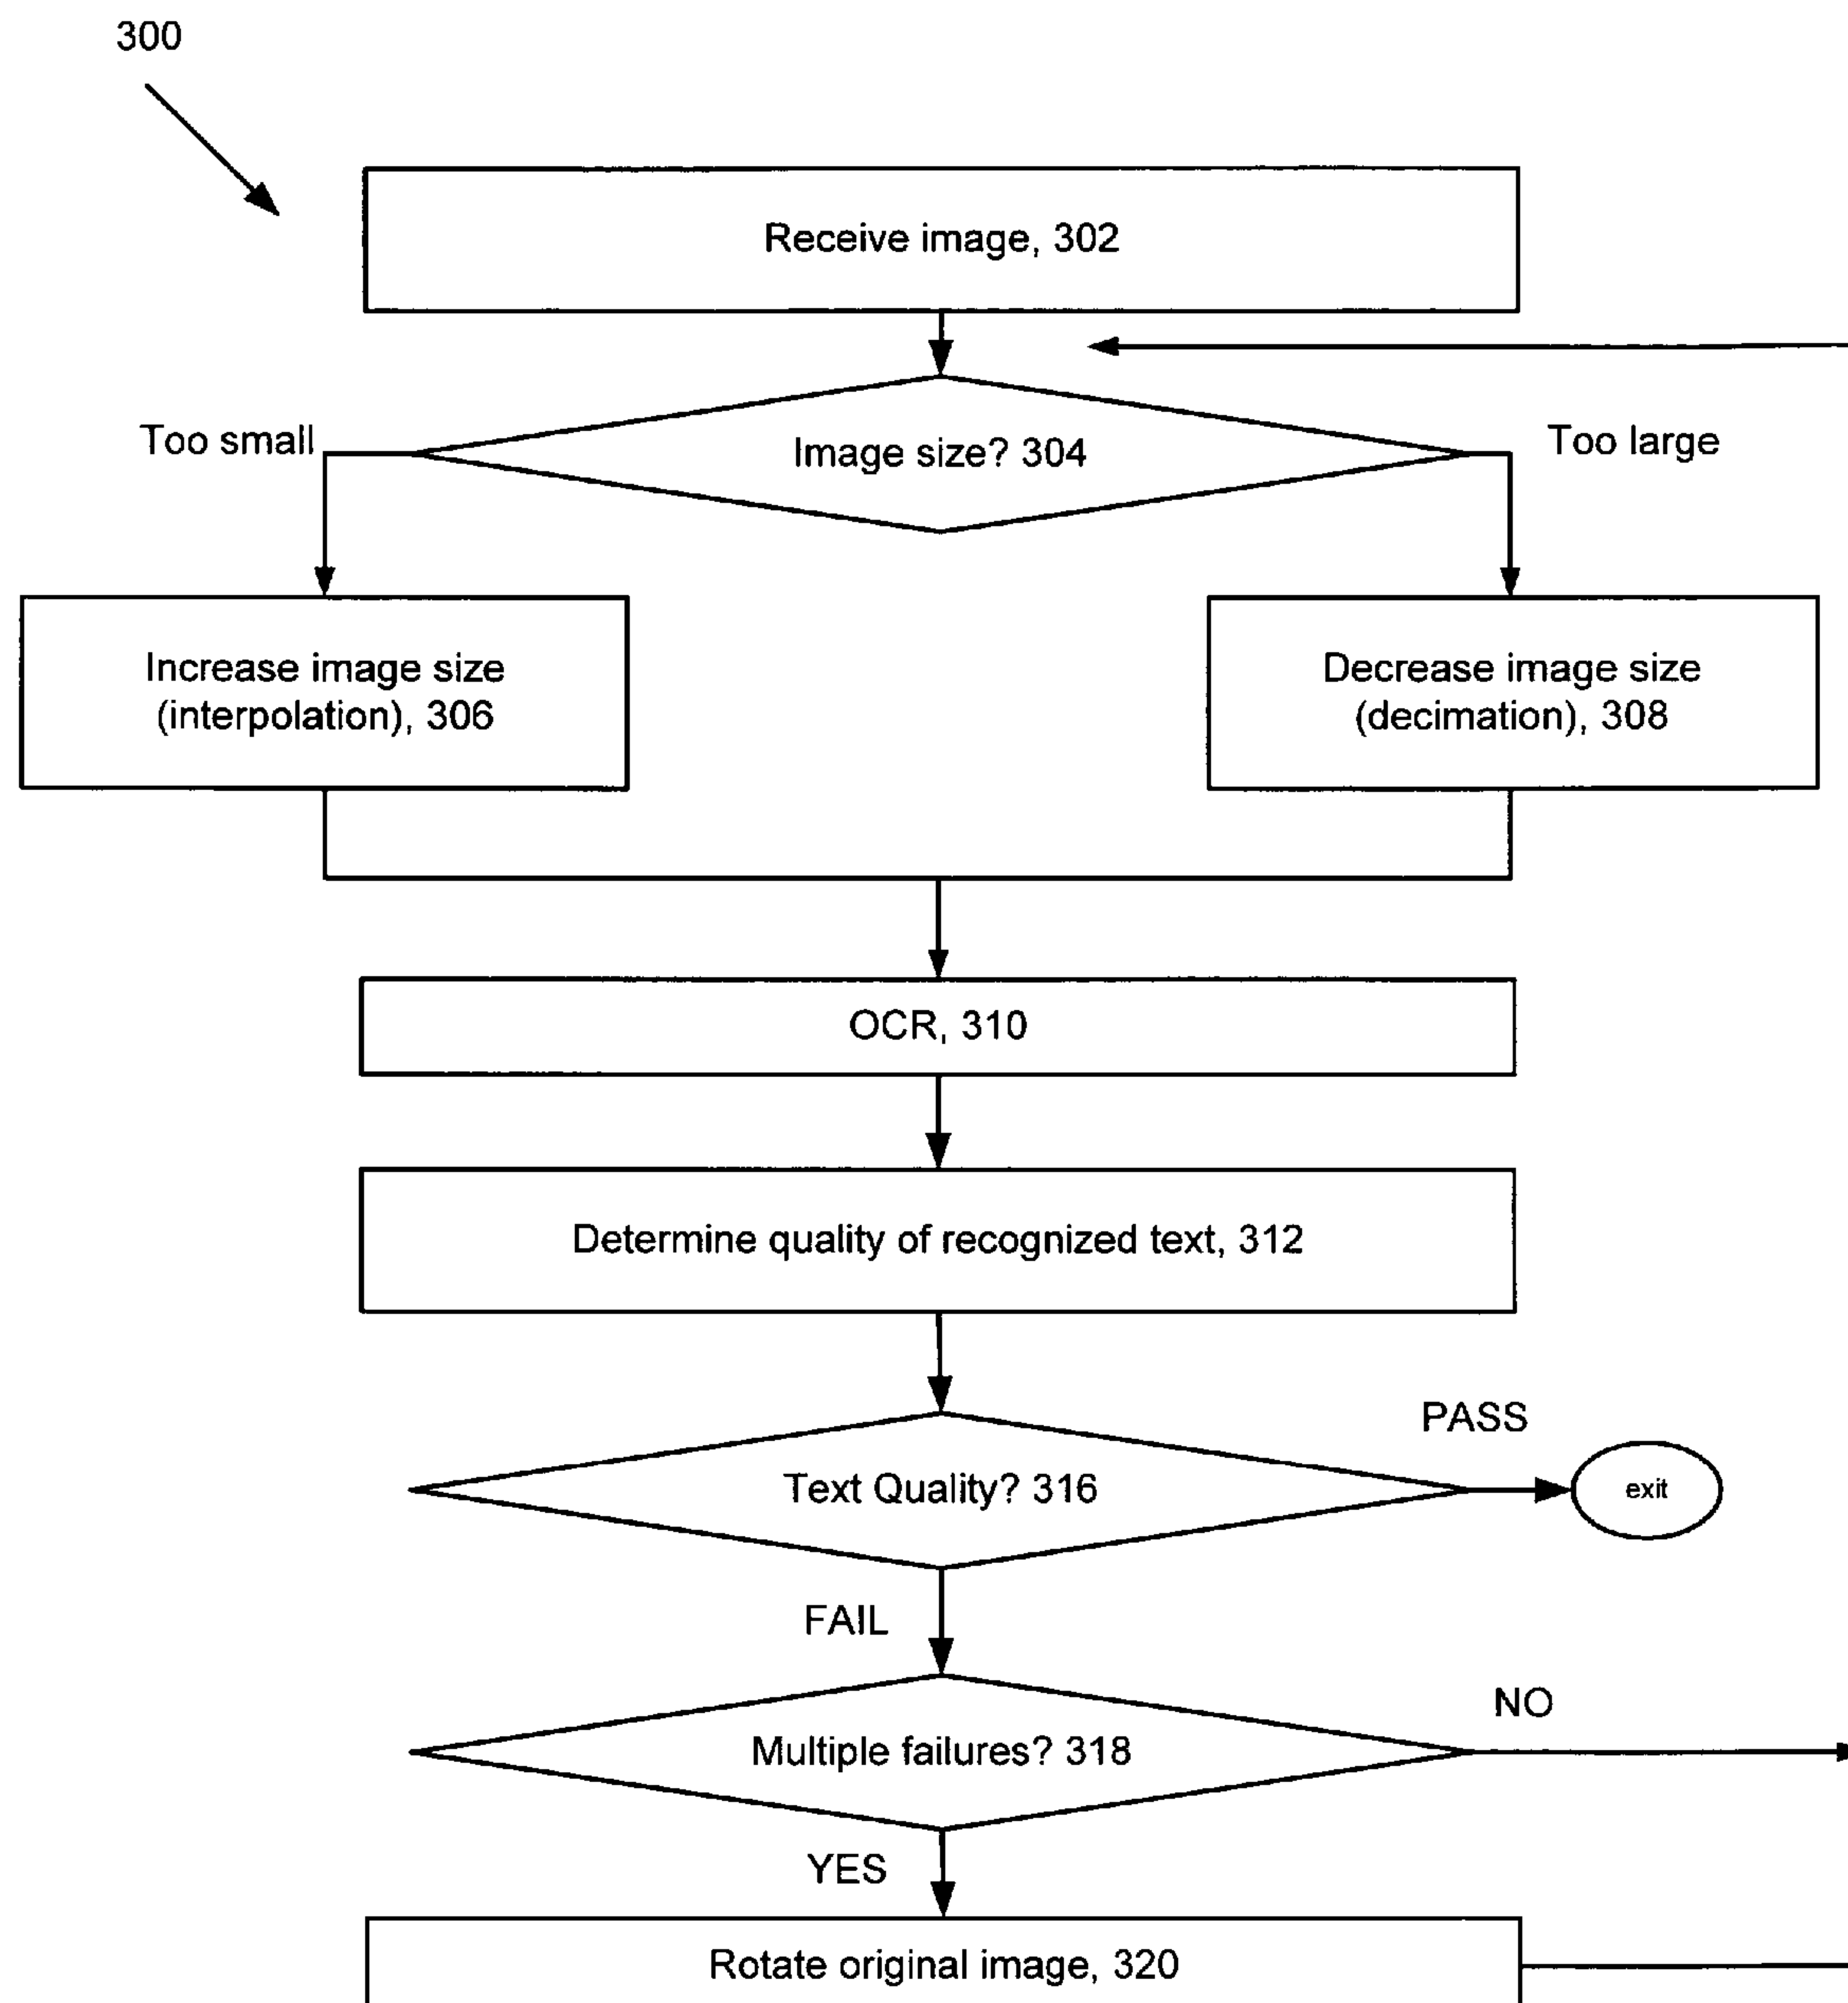 300
Receive image, 302
Too small
Image size? 304
Too large
Increase image size
(interpolation), 306
Decrease image size
(decimation), 308
OCR, 310
Determine quality of recognized text, 312
PASS
Text Quality? 316
exit
FAIL
NO
Multiple failures? 318
YES
Rotate original image, 320